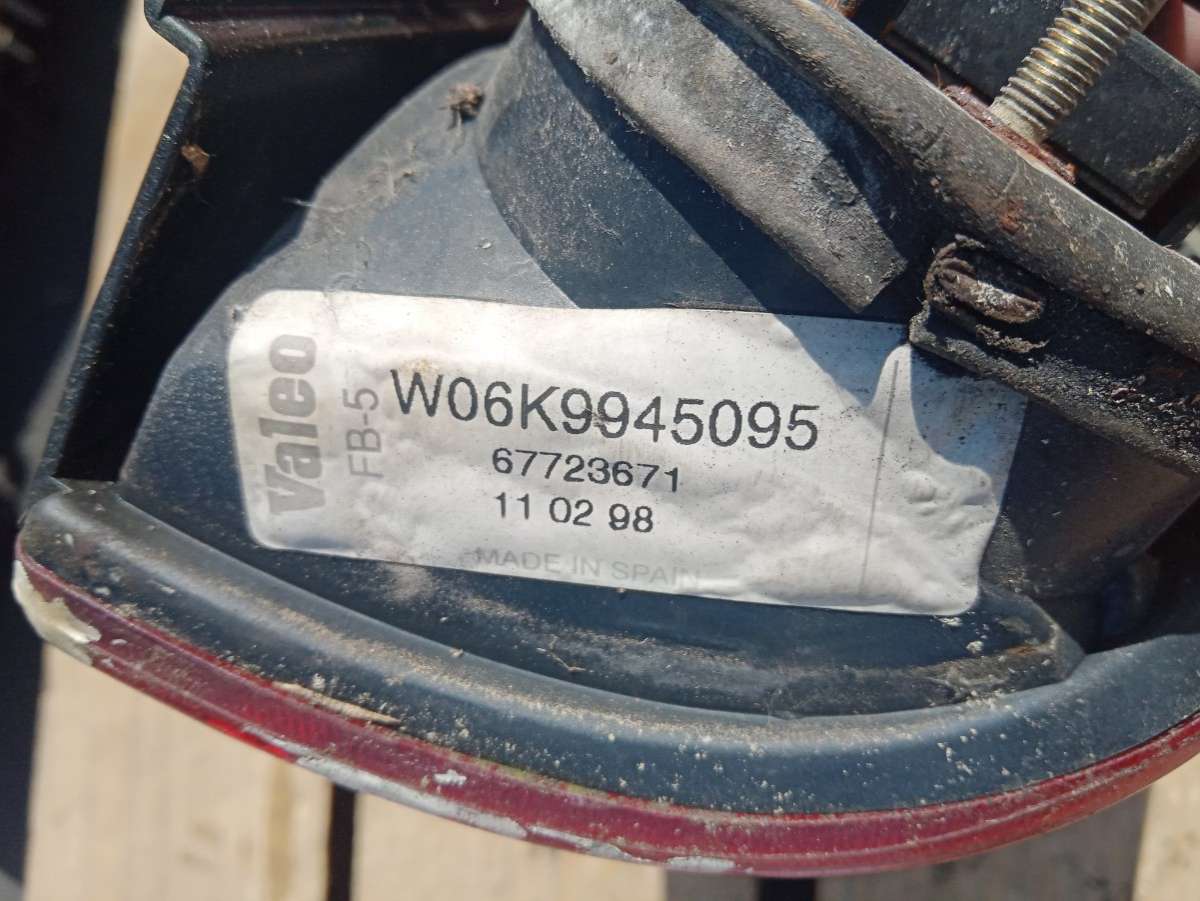 Valeo
FB-5
W06K9945095
67723671
11 02 98
MADE IN SPAIN